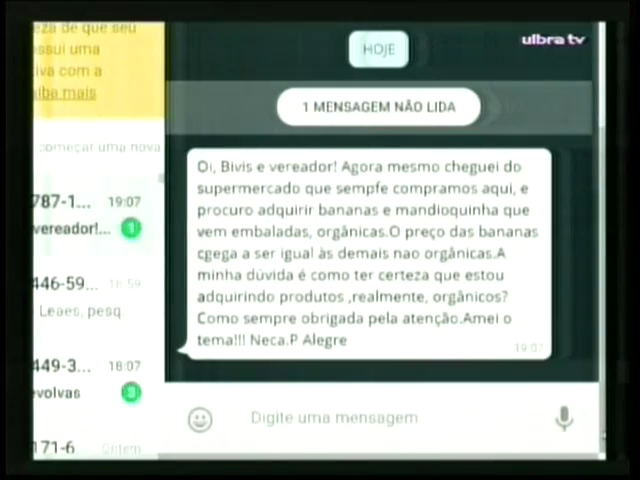 eza de que seu
ssui uma
iva com a
aiba mais
começar uma nova
787-1... 19:07
vereador!... 1
446-59... 18:59
Leaes, pesq.
449-3... 18:07
evolvas
171-6 Ontem
ulbra tv
HOJE
1 MENSAGEM NÃO LIDA
Oi, Bivis e vereador! Agora mesmo cheguei do
supermercado que sempfe compramos aqui, e
procuro adquirir bananas e mandioquinha que
vem embaladas, orgânicas.O preço das bananas
cgega a ser igual às demais nao orgânicas.A
minha dúvida é como ter certeza que estou
adquirindo produtos ,realmente, orgânicos?
Como sempre obrigada pela atenção.Amei o
tema!!! Neca.P Alegre
19:07
Digite uma mensagem